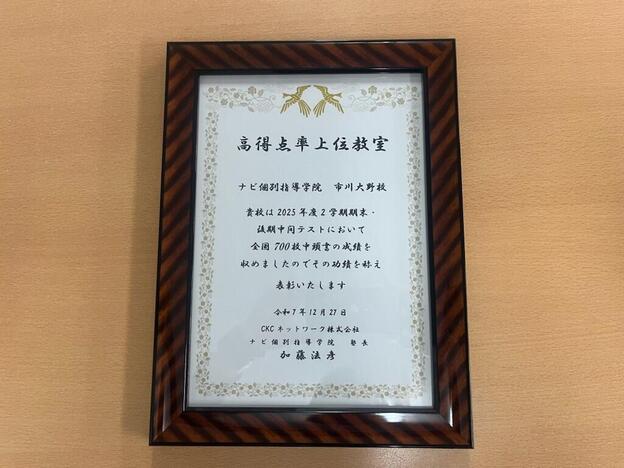 高得点率上位教室
ナビ個別指導学院 市川大野校
貴校は2025年度2学期期末・
後期中間テストにおいて
全国700校中頭書の成績を
収めましたのでその功績を称え
表彰いたします
令和7年12月27日
CKCネットワーク株式会社
ナビ個別指導学院 塾長
加藤法彦